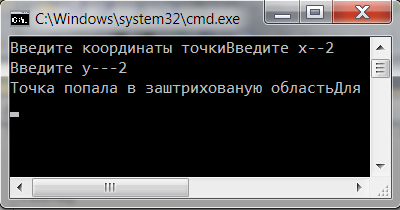 C:\Windows\system32\cmd.exe
Введите координаты точкиВведите x--2
Введите y---2
Точка попала в заштрихованую областьДля